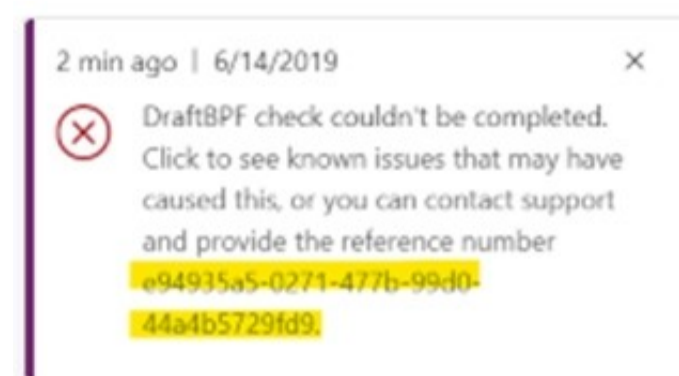 2 min ago | 6/14/2019
DraftBPF check couldn't be completed.
Click to see known issues that may have
caused this, or you can contact support
and provide the reference number
e94935a5-0271-477b-99d0-
44a4b5729fd9.